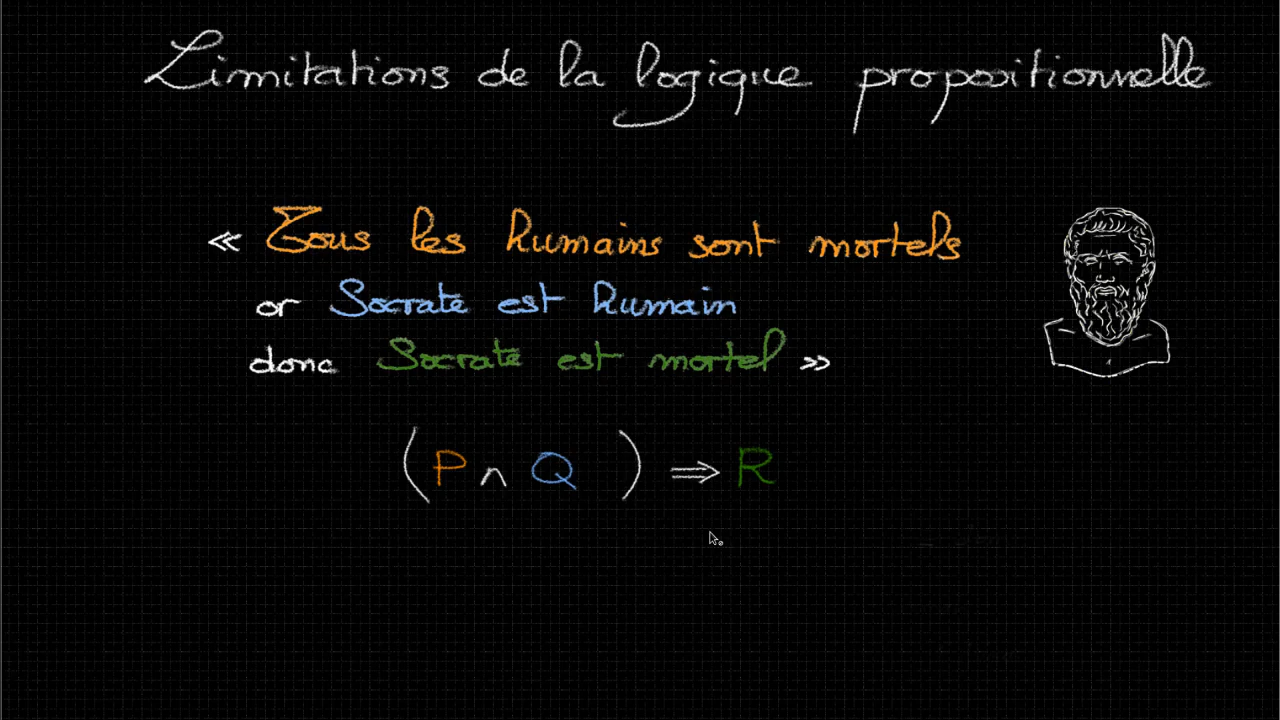 Limitations de la logique propositionnelle
« Tous les humains sont mortels
or Socrate est humain
donc Socrate est mortel »
(P ∧ Q ) ⇒ R